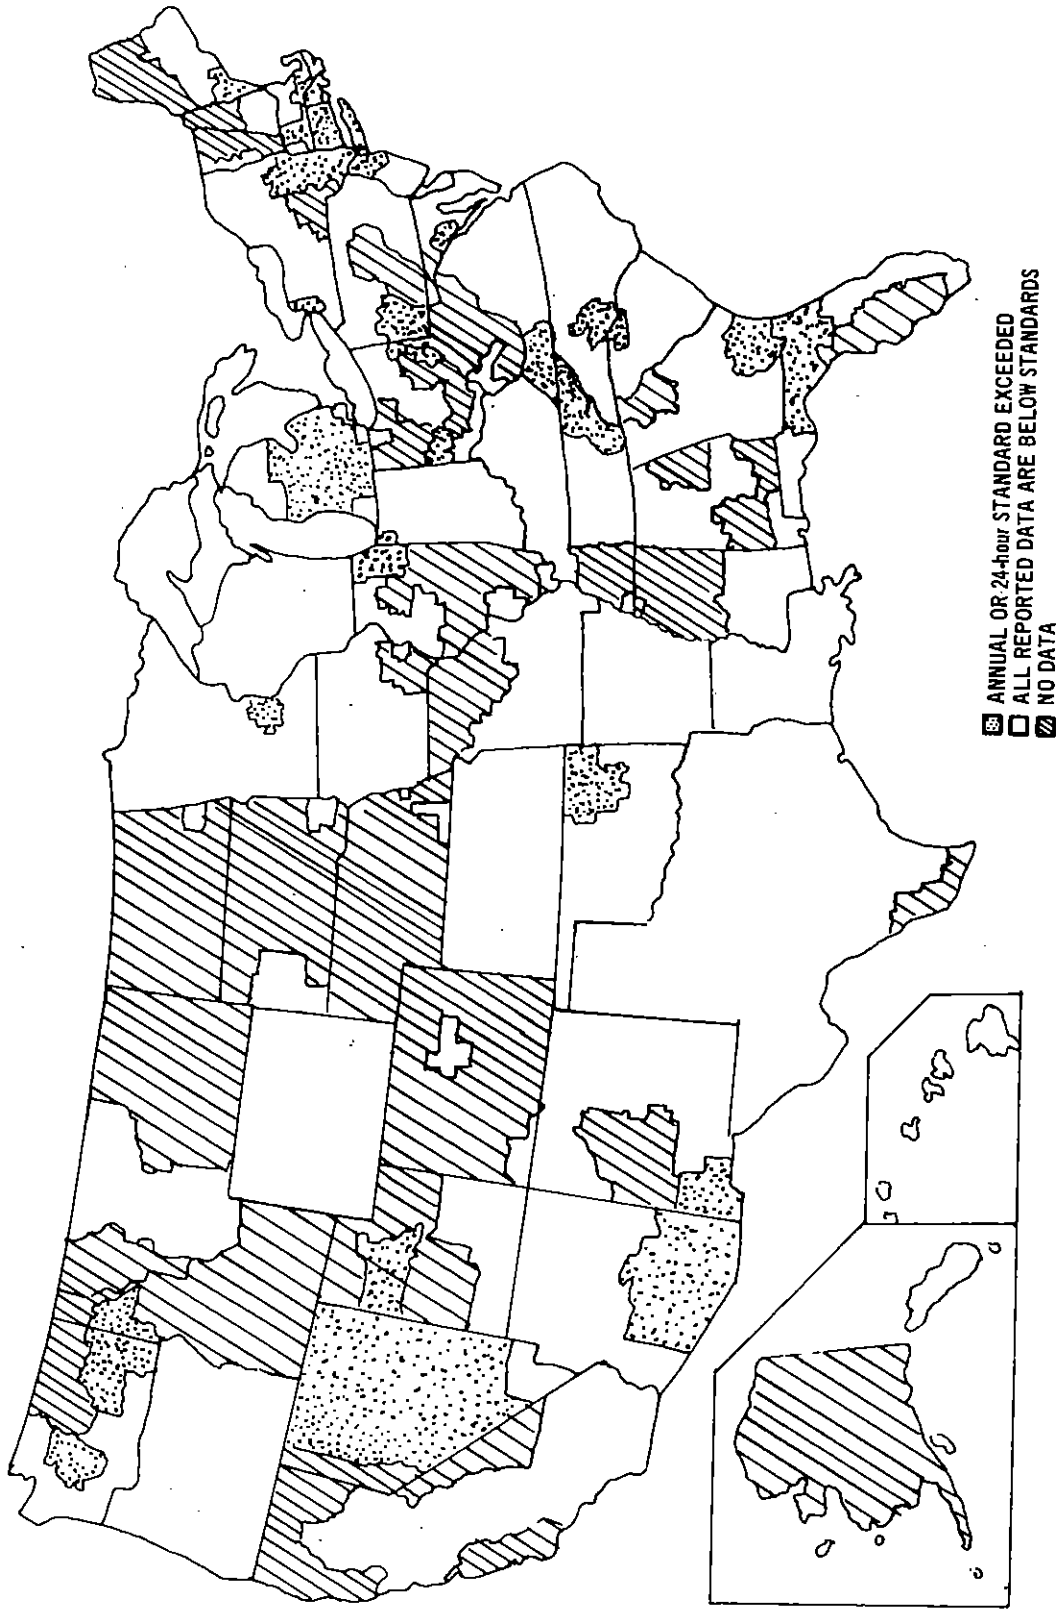 ANNUAL OR 24-hour STANDARD EXCEEDED
ALL REPORTED DATA ARE BELOW STANDARDS
NO DATA